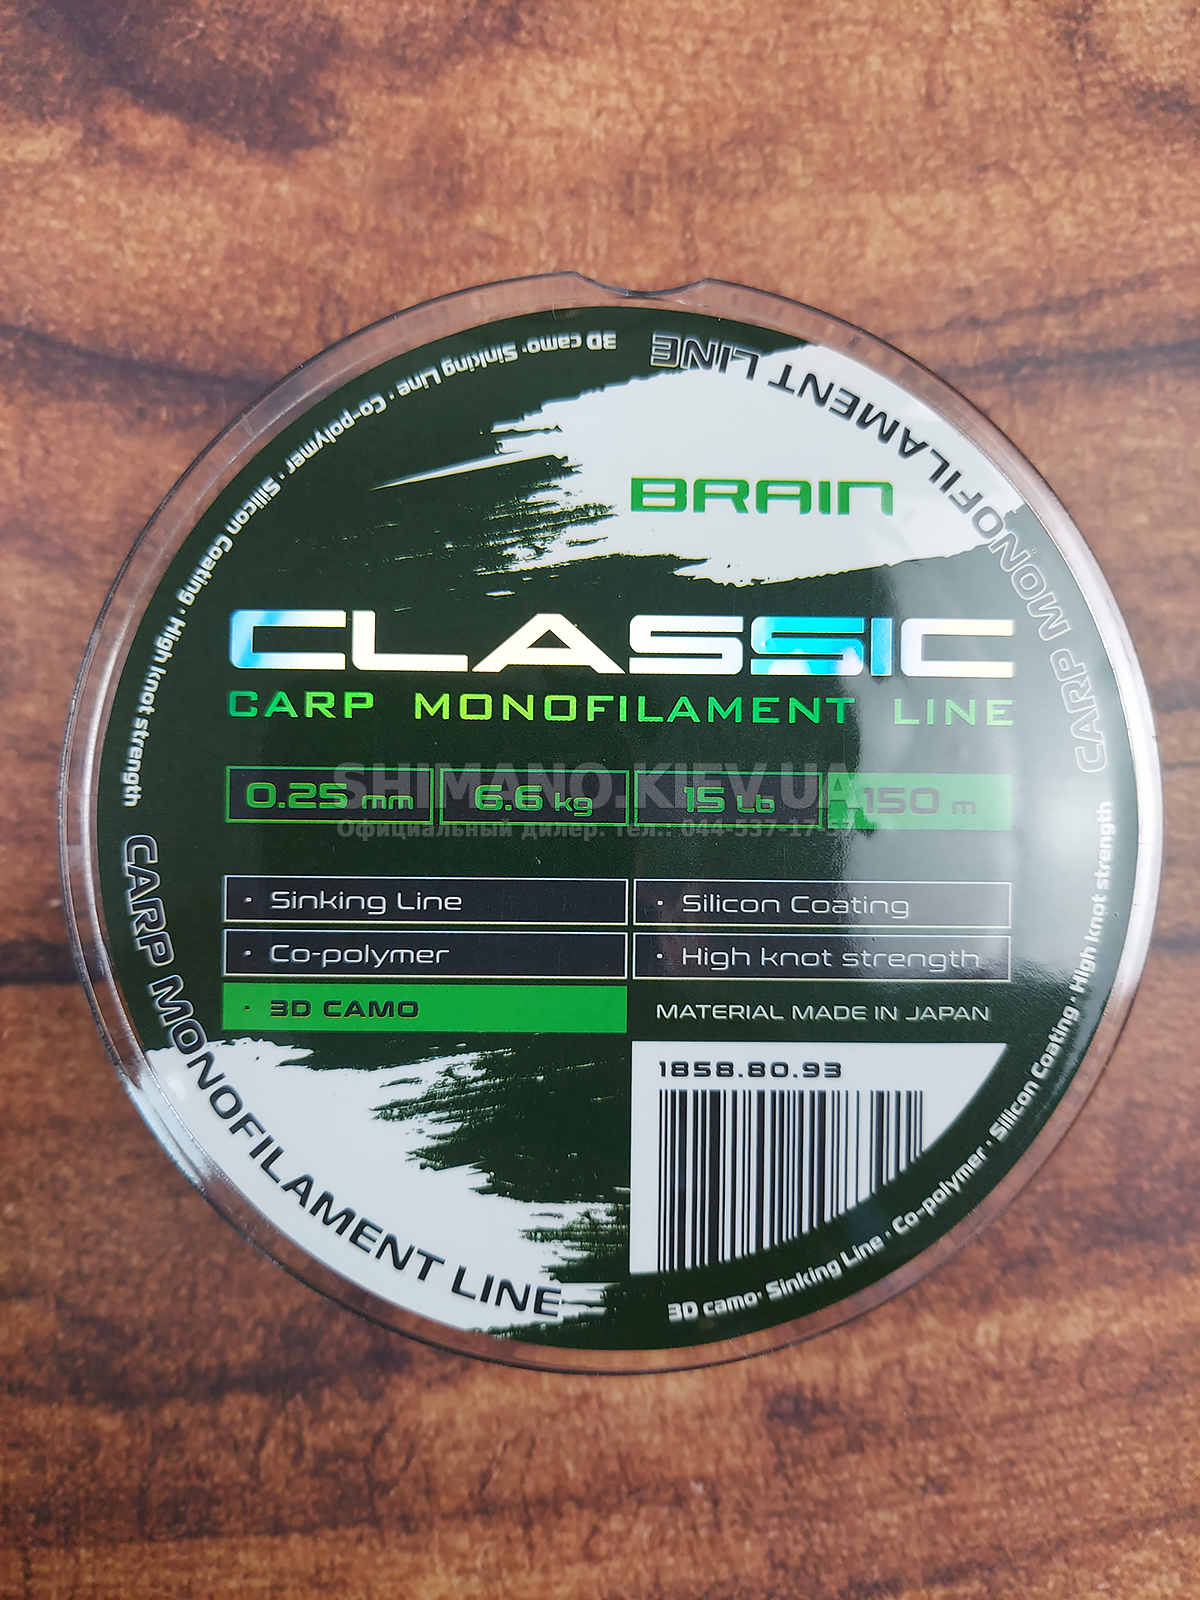 3D camo · Sinking Line · Co-polymer · Silicon Coating · High knot strength
CARP MONOFILAMENT LINE
BRAIN
CLASSIC
CARP MONOFILAMENT LINE
0.25 mm 6.6 kg 15 Lb 150 m
SHIMANO.KIEV.UA
Официальный дилер. тел.: 044-537-17-57
· Sinking Line · Silicon Coating
· Co-polymer · High knot strength
· 3D CAMO MATERIAL MADE IN JAPAN
1858.80.93
CARP MONOFILAMENT LINE
3D camo · Sinking Line · Co-polymer · Silicon Coating · High knot strength